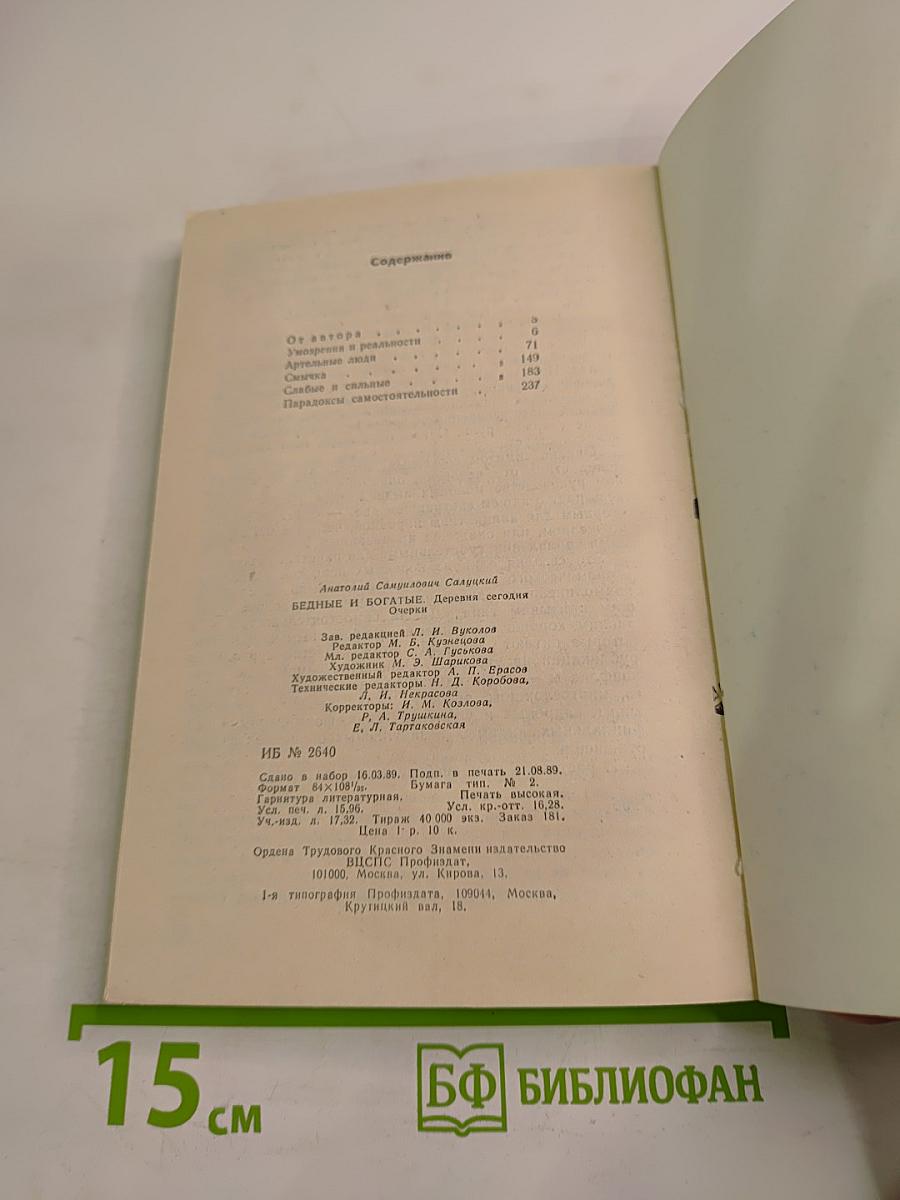 Содержание
От автора . . . . . . . 3
Умозрения и реальности . . . . 6
Артельные люди . . . . . . 71
Смычка . . . . . . . 149
Слабые и сильные . . . . . 183
Парадоксы самостоятельности . . 237
Анатолий Самуилович Салуцкий
БЕДНЫЕ И БОГАТЫЕ. Деревня сегодня
Очерки
Зав. редакцией Л. И. Вуколов
Редактор М. Б. Кузнецова
Мл. редактор С. А. Гуськова
Художник М. Э. Шарикова
Художественный редактор А. П. Ерасов
Технические редакторы Н. Д. Коробова,
Л. И. Некрасова
Корректоры: И. М. Козлова,
Р. А. Трушкина,
Е. Л. Тартаковская
ИБ № 2640
Сдано в набор 16.03.89. Подп. в печать 21.08.89.
Формат 84×108¹/₃₂. Бумага тип. № 2.
Гарнитура литературная. Печать высокая.
Усл. печ. л. 15,96. Усл. кр.-отт. 16,28.
Уч.-изд. л. 17,32. Тираж 40 000 экз. Заказ 181.
Цена 1 р. 10 к.
Ордена Трудового Красного Знамени издательство
ВЦСПС Профиздат,
101000, Москва, ул. Кирова, 13.
1-я типография Профиздата, 109044, Москва,
Крутицкий вал, 18.
15 см
БФ БИБЛИОФАН